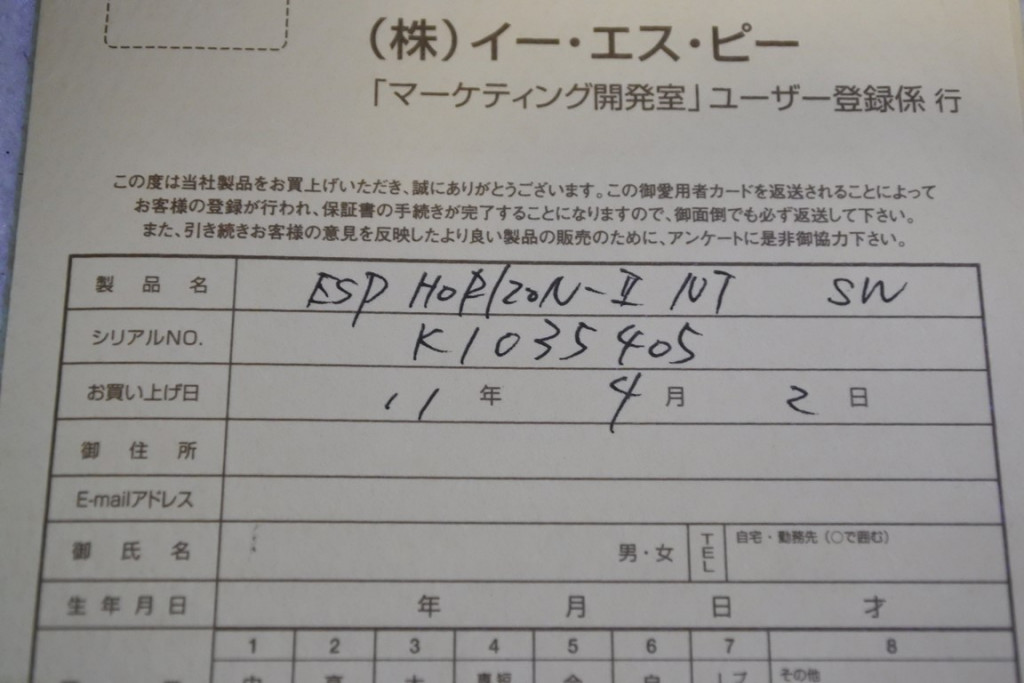 (株)イー・エス・ピー
「マーケティング開発室」ユーザー登録係 行
この度は当社製品をお買上げいただき、誠にありがとうございます。この御愛用者カードを返送されることによって
お客様の登録が行われ、保証書の手続きが完了することになりますので、御面倒でも必ず返送して下さい。
また、引き続きお客様の意見を反映したより良い製品の販売のために、アンケートに是非御協力下さい。
製品名 ESP HORIZON-II NT SW
シリアルNO. K1035405
お買い上げ日 11 年 4 月 2 日
御住所
E-mailアドレス
御氏名 男・女 TEL 自宅・勤務先(○で囲む)
生年月日 年 月 日 才
1 2 3 4 5 6 7 8
その他